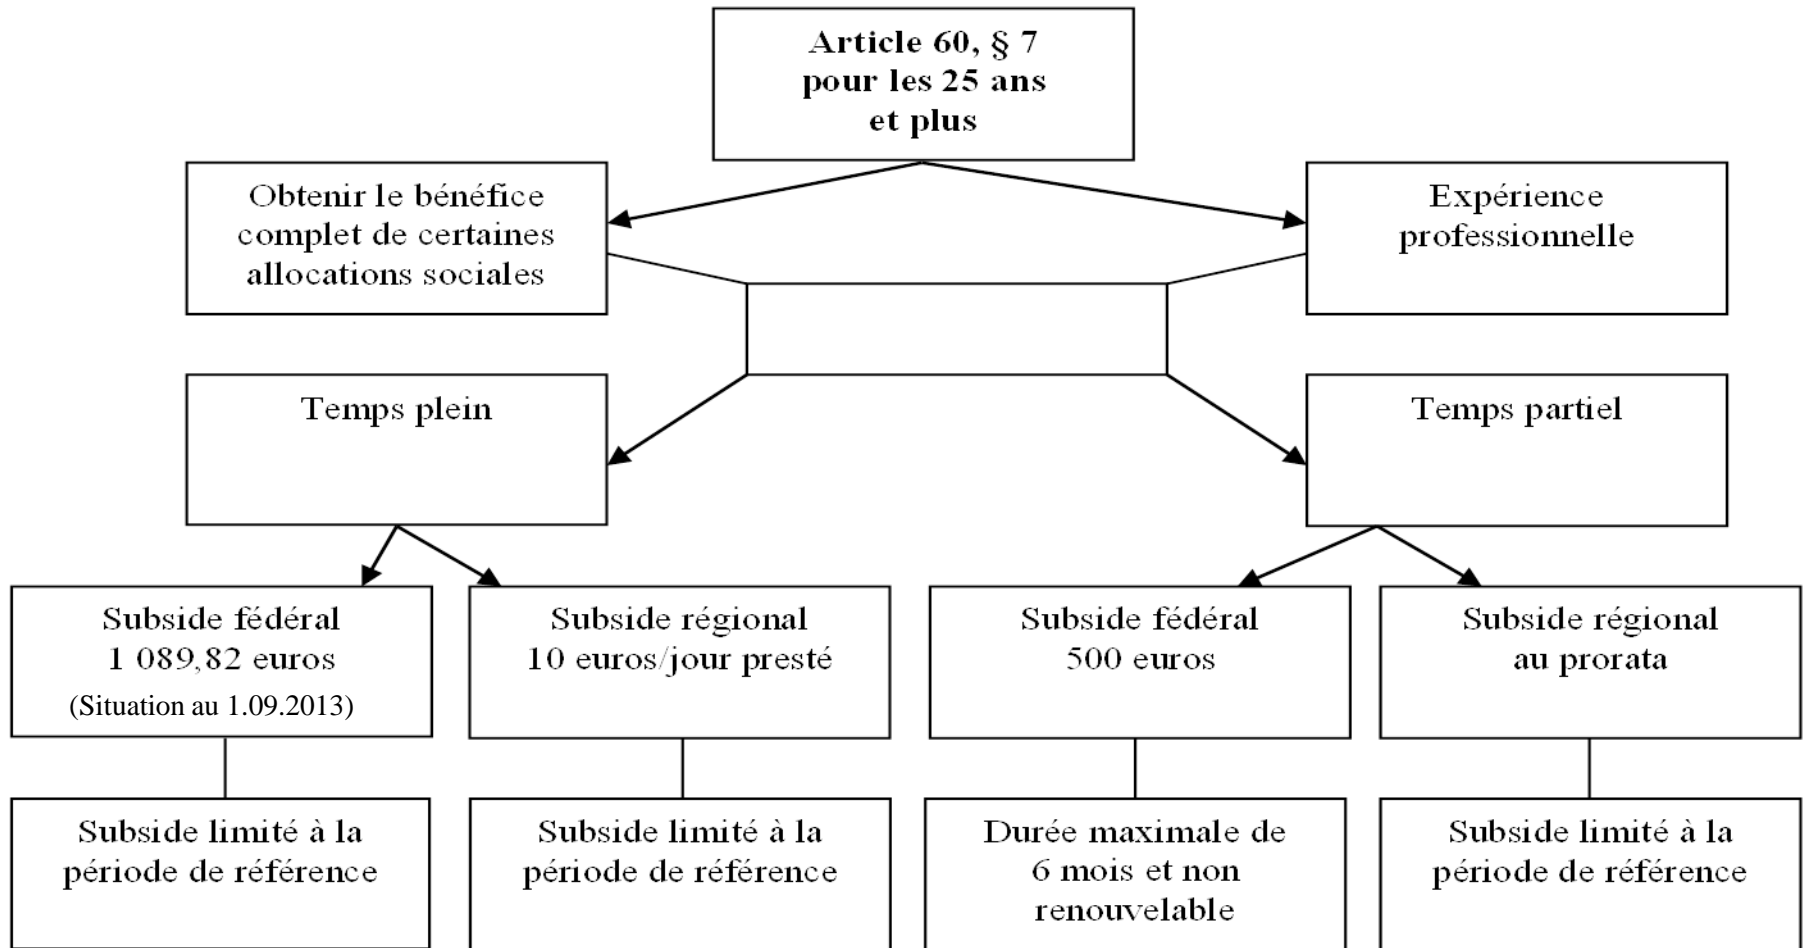 Article 60, § 7
pour les 25 ans
et plus
Obtenir le bénéfice
complet de certaines
allocations sociales
Expérience
professionnelle
Temps plein
Temps partiel
Subside fédéral
1 089,82 euros
(Situation au 1.09.2013)
Subside régional
10 euros/jour presté
Subside fédéral
500 euros
Subside régional
au prorata
Subside limité à la
période de référence
Subside limité à la
période de référence
Durée maximale de
6 mois et non
renouvelable
Subside limité à la
période de référence